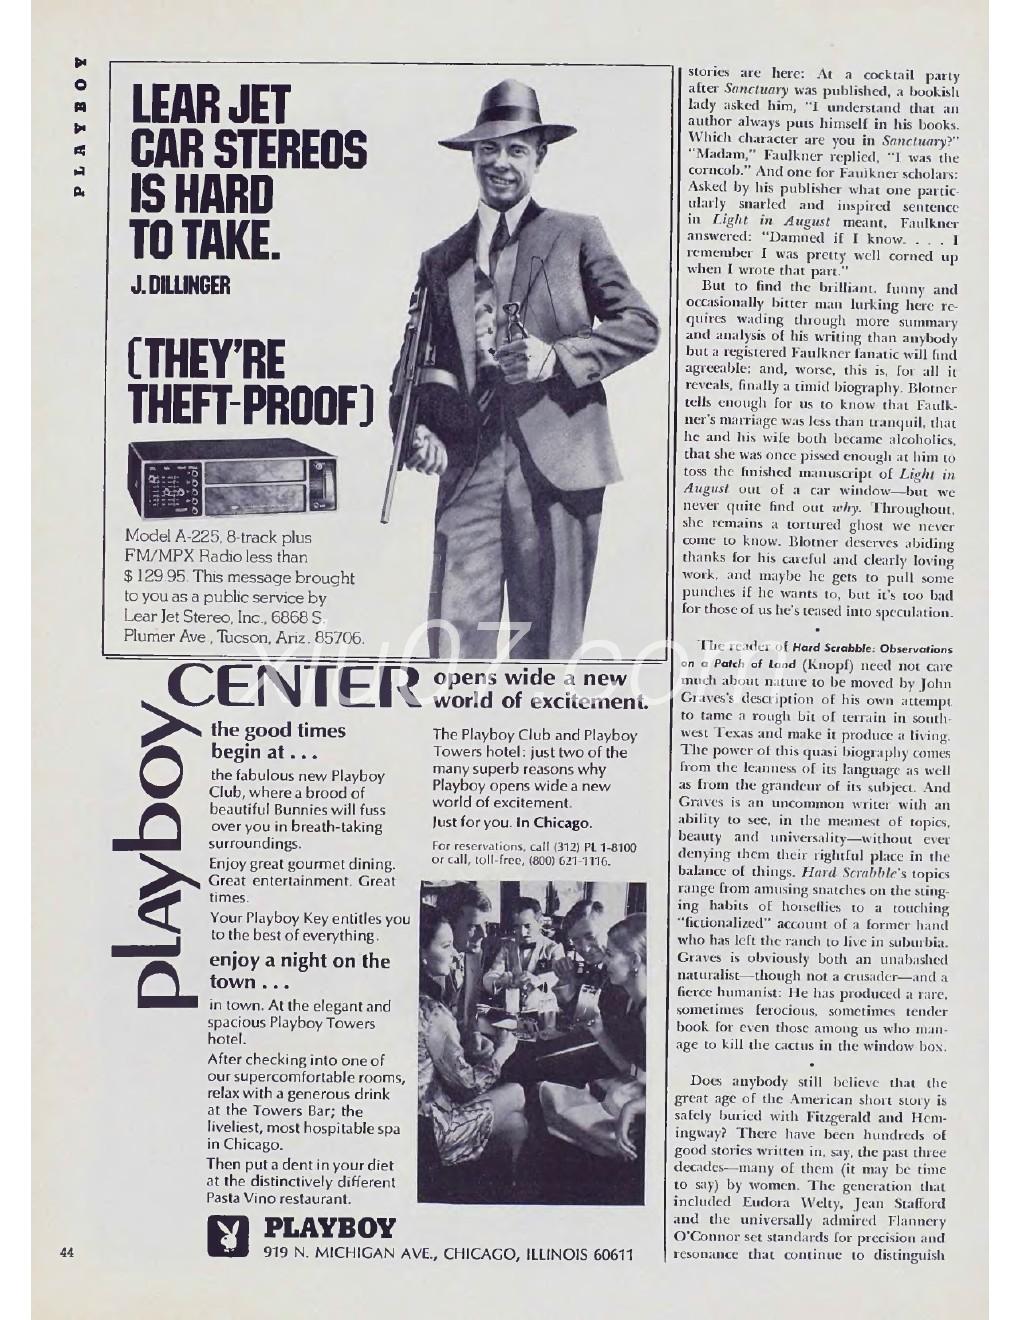 PLAYBOY
LEAR JET
CAR STEREOS
IS HARD
TO TAKE.
J. DILLINGER
(THEY'RE
THEFT-PROOF)
Model A-225, 8-track plus
FM/MPX Radio less than
$129.95. This message brought
to you as a public service by
Lear Jet Stereo, Inc., 6868 S.
Plumer Ave., Tucson, Ariz. 85706.
playboy
CENTER
opens wide a new
world of excitement.
the good times
begin at . . .
the fabulous new Playboy
Club, where a brood of
beautiful Bunnies will fuss
over you in breath-taking
surroundings.
Enjoy great gourmet dining.
Great entertainment. Great
times.
Your Playboy Key entitles you
to the best of everything.
enjoy a night on the
town . . .
in town. At the elegant and
spacious Playboy Towers
hotel.
After checking into one of
our supercomfortable rooms,
relax with a generous drink
at the Towers Bar; the
liveliest, most hospitable spa
in Chicago.
Then put a dent in your diet
at the distinctively different
Pasta Vino restaurant.
The Playboy Club and Playboy
Towers hotel: just two of the
many superb reasons why
Playboy opens wide a new
world of excitement.
Just for you. In Chicago.
For reservations, call (312) PL 1-8100
or call, toll-free, (800) 621-1116.
PLAYBOY
919 N. MICHIGAN AVE., CHICAGO, ILLINOIS 60611
stories are here: At a cocktail party
after Sanctuary was published, a bookish
lady asked him, "I understand that an
author always puts himself in his books.
Which character are you in Sanctuary?"
"Madam," Faulkner replied, "I was the
corncob." And one for Faulkner scholars:
Asked by his publisher what one partic-
ularly snarled and inspired sentence
in Light in August meant, Faulkner
answered: "Damned if I know. . . . I
remember I was pretty well corned up
when I wrote that part."
But to find the brilliant, funny and
occasionally bitter man lurking here re-
quires wading through more summary
and analysis of his writing than anybody
but a registered Faulkner fanatic will find
agreeable; and, worse, this is, for all it
reveals, finally a timid biography. Blotner
tells enough for us to know that Faulk-
ner's marriage was less than tranquil, that
he and his wife both became alcoholics,
that she was once pissed enough at him to
toss the finished manuscript of Light in
August out of a car window—but we
never quite find out why. Throughout,
she remains a tortured ghost we never
come to know. Blotner deserves abiding
thanks for his careful and clearly loving
work, and maybe he gets to pull some
punches if he wants to, but it's too bad
for those of us he's teased into speculation.
•
The reader of Hard Scrabble: Observations
on a Patch of Land (Knopf) need not care
much about nature to be moved by John
Graves's description of his own attempt
to tame a rough bit of terrain in south-
west Texas and make it produce a living.
The power of this quasi biography comes
from the leanness of its language as well
as from the grandeur of its subject. And
Graves is an uncommon writer with an
ability to see, in the meanest of topics,
beauty and universality—without ever
denying them their rightful place in the
balance of things. Hard Scrabble's topics
range from amusing snatches on the sting-
ing habits of horseflies to a touching
"fictionalized" account of a former hand
who has left the ranch to live in suburbia.
Graves is obviously both an unabashed
naturalist—though not a crusader—and a
fierce humanist: He has produced a rare,
sometimes ferocious, sometimes tender
book for even those among us who man-
age to kill the cactus in the window box.
•
Does anybody still believe that the
great age of the American short story is
safely buried with Fitzgerald and Hem-
ingway? There have been hundreds of
good stories written in, say, the past three
decades—many of them (it may be time
to say) by women. The generation that
included Eudora Welty, Jean Stafford
and the universally admired Flannery
O'Connor set standards for precision and
resonance that continue to distinguish
44
xiu07.com